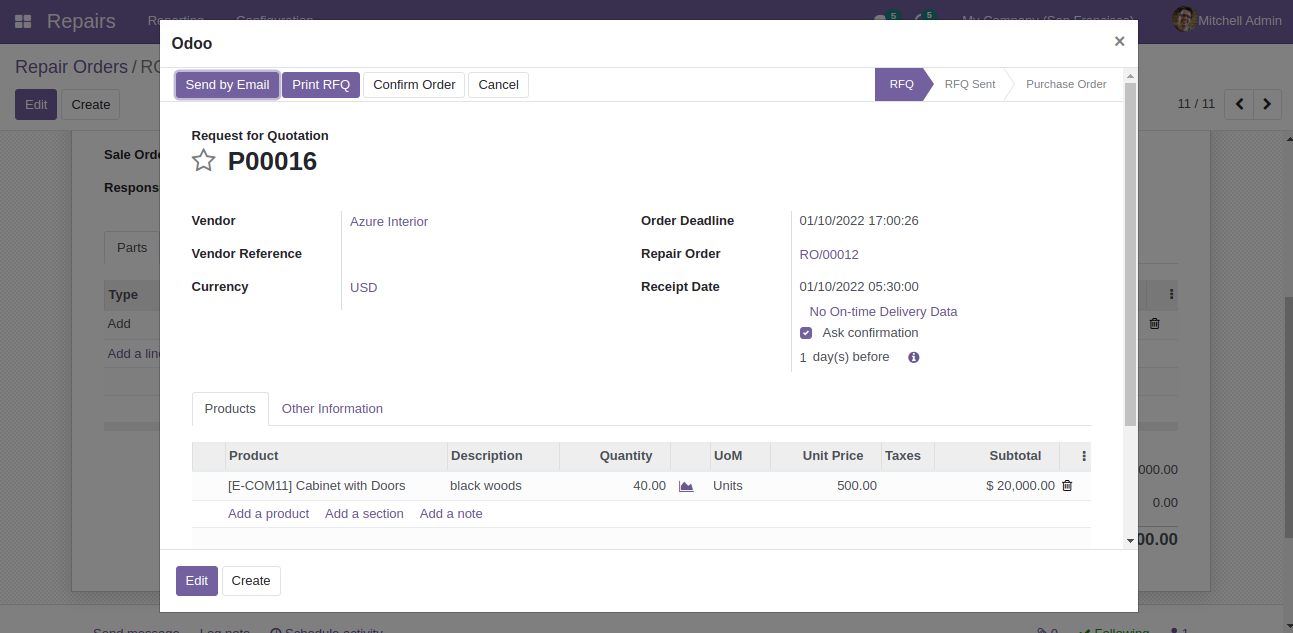 Repairs Reporting Configuration 5 5 My Company (San Francisco) Mitchell Admin
Odoo ×
Repair Orders / RO
Send by Email Print RFQ Confirm Order Cancel RFQ RFQ Sent Purchase Order
Edit Create 11 / 11
Request for Quotation
P00016
Sale Orde
Respons
Vendor Azure Interior Order Deadline 01/10/2022 17:00:26
Parts Vendor Reference Repair Order RO/00012
Currency USD Receipt Date 01/10/2022 05:30:00
Type
No On-time Delivery Data
Add Ask confirmation
Add a line 1 day(s) before
Products Other Information
Product Description Quantity UoM Unit Price Taxes Subtotal
000.00
[E-COM11] Cabinet with Doors black woods 40.00 Units 500.00 $ 20,000.00
0.00
Add a product Add a section Add a note
00.00
Edit Create
Send message Log note Schedule activity 0 Following 1